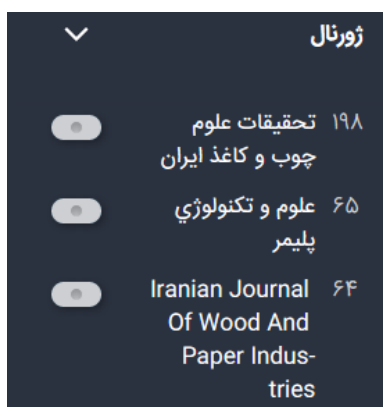 ژورنال
۱۹۸ تحقیقات علوم
چوب و کاغذ ایران
۶۵ علوم و تکنولوژي
پلیمر
۶۴ Iranian Journal
Of Wood And
Paper Indus-
tries